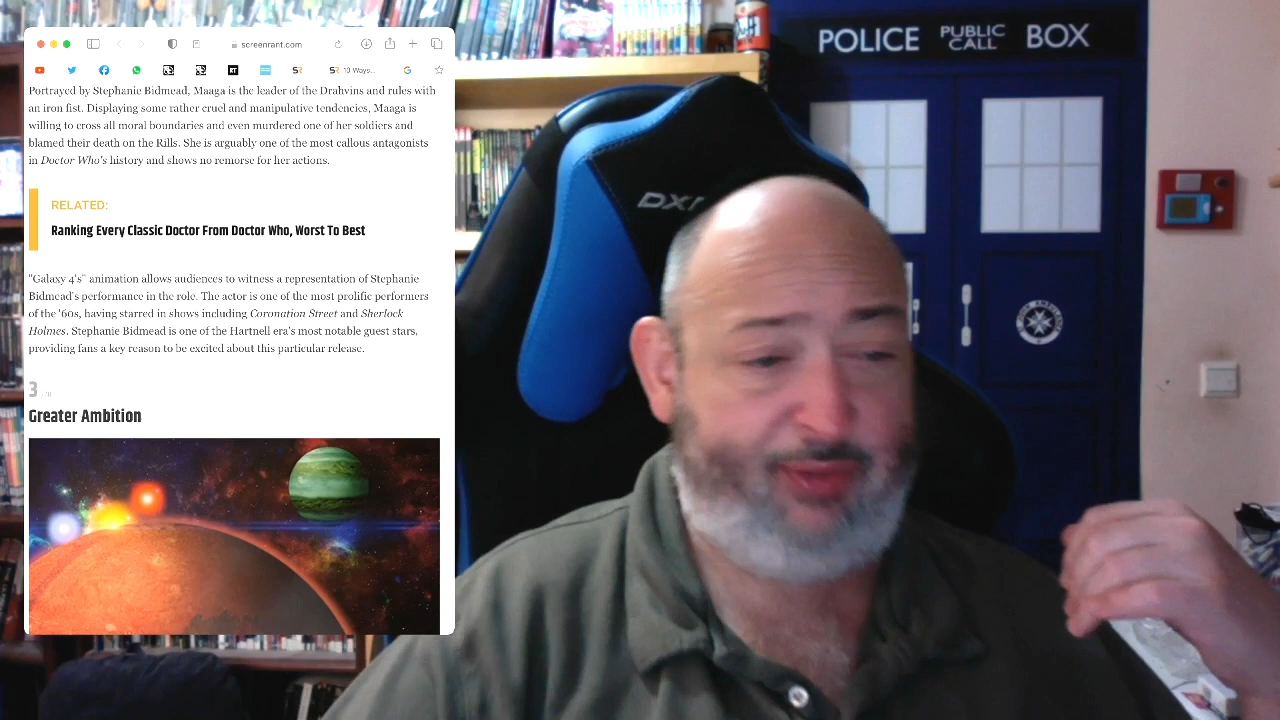 screenrant.com
10 Ways...
Portrayed by Stephanie Bidmead, Maaga is the leader of the Drahvins and rules with
an iron fist. Displaying some rather cruel and manipulative tendencies, Maaga is
willing to cross all moral boundaries and even murdered one of her soldiers and
blamed their death on the Rills. She is arguably one of the most callous antagonists
in Doctor Who's history and shows no remorse for her actions.
RELATED:
Ranking Every Classic Doctor From Doctor Who, Worst To Best
"Galaxy 4's" animation allows audiences to witness a representation of Stephanie
Bidmead's performance in the role. The actor is one of the most prolific performers
of the '60s, having starred in shows including Coronation Street and Sherlock
Holmes. Stephanie Bidmead is one of the Hartnell era's most notable guest stars,
providing fans a key reason to be excited about this particular release.
3 / 10
Greater Ambition
POLICE PUBLIC CALL BOX